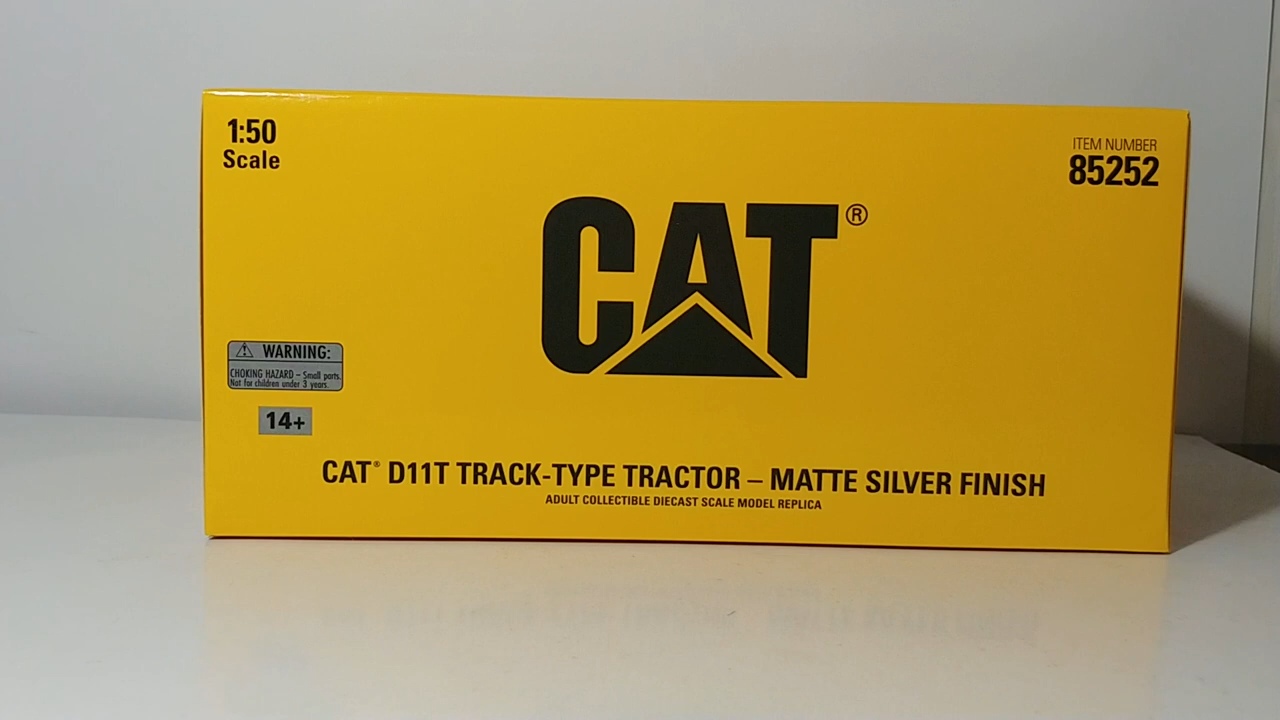 1:50
Scale
ITEM NUMBER
85252
CAT®
WARNING:
CHOKING HAZARD – Small parts.
Not for children under 3 years.
14+
CAT® D11T TRACK-TYPE TRACTOR – MATTE SILVER FINISH
ADULT COLLECTIBLE DIECAST SCALE MODEL REPLICA